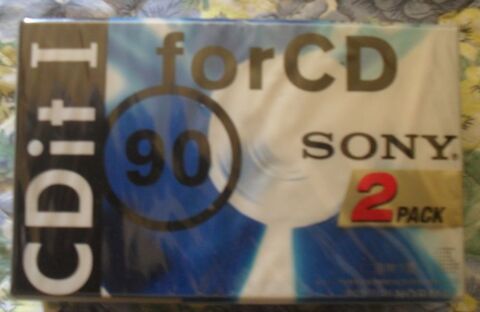 CDit I
forCD
90
SONY
2 PACK